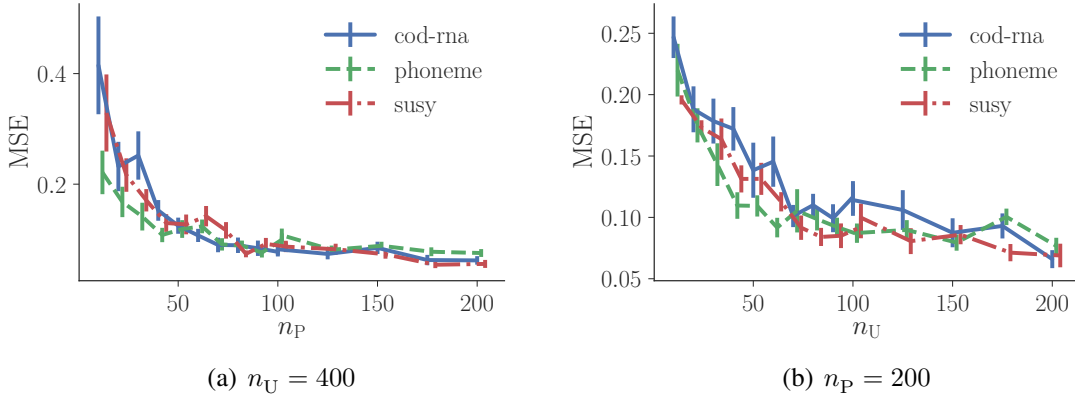 MSE
0.4
0.2
cod-rna
phoneme
susy
50
100
150
200
n_P
(a) n_U = 400
MSE
0.25
0.20
0.15
0.10
0.05
cod-rna
phoneme
susy
50
100
150
200
n_U
(b) n_P = 200